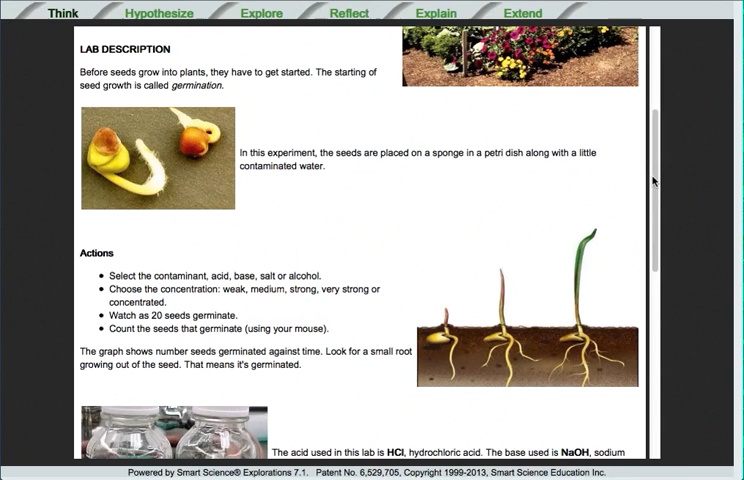 Think Hypothesize Explore Reflect Explain Extend
LAB DESCRIPTION
Before seeds grow into plants, they have to get started. The starting of
seed growth is called germination.
In this experiment, the seeds are placed on a sponge in a petri dish along with a little
contaminated water.
Actions
• Select the contaminant, acid, base, salt or alcohol.
• Choose the concentration: weak, medium, strong, very strong or
concentrated.
• Watch as 20 seeds germinate.
• Count the seeds that germinate (using your mouse).
The graph shows number seeds germinated against time. Look for a small root
growing out of the seed. That means it's germinated.
The acid used in this lab is HCl, hydrochloric acid. The base used is NaOH, sodium
Powered by Smart Science® Explorations 7.1. Patent No. 6,529,705, Copyright 1999-2013, Smart Science Education Inc.